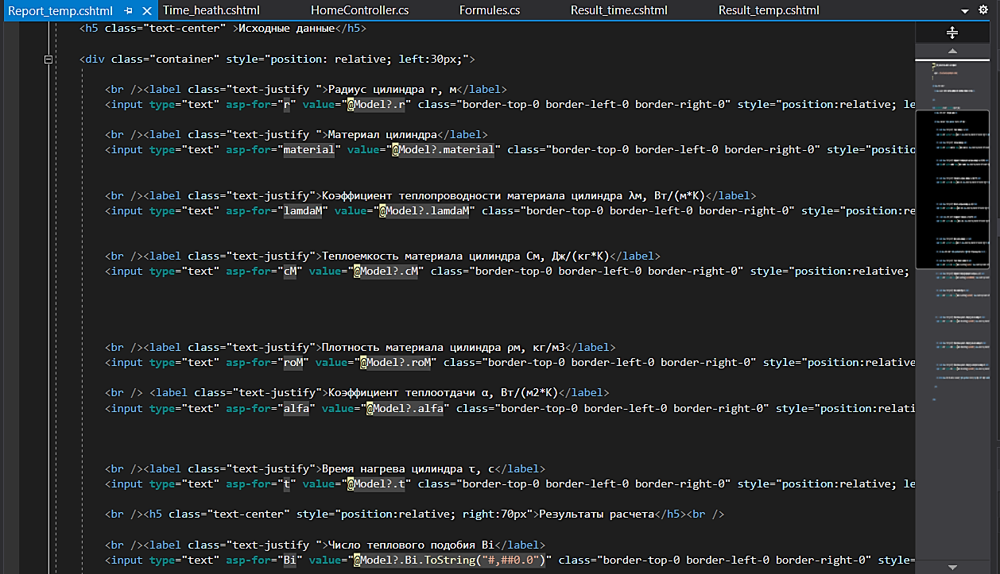 Report_temp.cshtml Time_heath.cshtml HomeController.cs Formules.cs Result_time.cshtml Result_temp.cshtml
<h5 class="text-center" >Исходные данные</h5>
<div class="container" style="position: relative; left:30px;">
<br /><label class="text-justify ">Радиус цилиндра r, м</label>
<input type="text" asp-for="r" value="@Model?.r" class="border-top-0 border-left-0 border-right-0" style="position:relative; le
<br /><label class="text-justify ">Материал цилиндра</label>
<input type="text" asp-for="material" value="@Model?.material" class="border-top-0 border-left-0 border-right-0" style="positio
<br /><label class="text-justify">Коэффициент теплопроводности материала цилиндра λм, Вт/(м*К)</label>
<input type="text" asp-for="lamdaM" value="@Model?.lamdaM" class="border-top-0 border-left-0 border-right-0" style="position:re
<br /><label class="text-justify">Теплоемкость материала цилиндра См, Дж/(кг*К)</label>
<input type="text" asp-for="cM" value="@Model?.cM" class="border-top-0 border-left-0 border-right-0" style="position:relative;
<br /><label class="text-justify">Плотность материала цилиндра ρм, кг/м3</label>
<input type="text" asp-for="roM" value="@Model?.roM" class="border-top-0 border-left-0 border-right-0" style="position:relative
<br /> <label class="text-justify">Коэффициент теплоотдачи α, Вт/(м2*К)</label>
<input type="text" asp-for="alfa" value="@Model?.alfa" class="border-top-0 border-left-0 border-right-0" style="position:relati
<br /><label class="text-justify">Время нагрева цилиндра τ, с</label>
<input type="text" asp-for="t" value="@Model?.t" class="border-top-0 border-left-0 border-right-0" style="position:relative; le
<br /><h5 class="text-center" style="position:relative; right:70px">Результаты расчета</h5><br />
<br /><label class="text-justify ">Число теплового подобия Bi</label>
<input type="text" asp-for="Bi" value="@Model?.Bi.ToString("#,##0.0")" class="border-top-0 border-left-0 border-right-0" style=